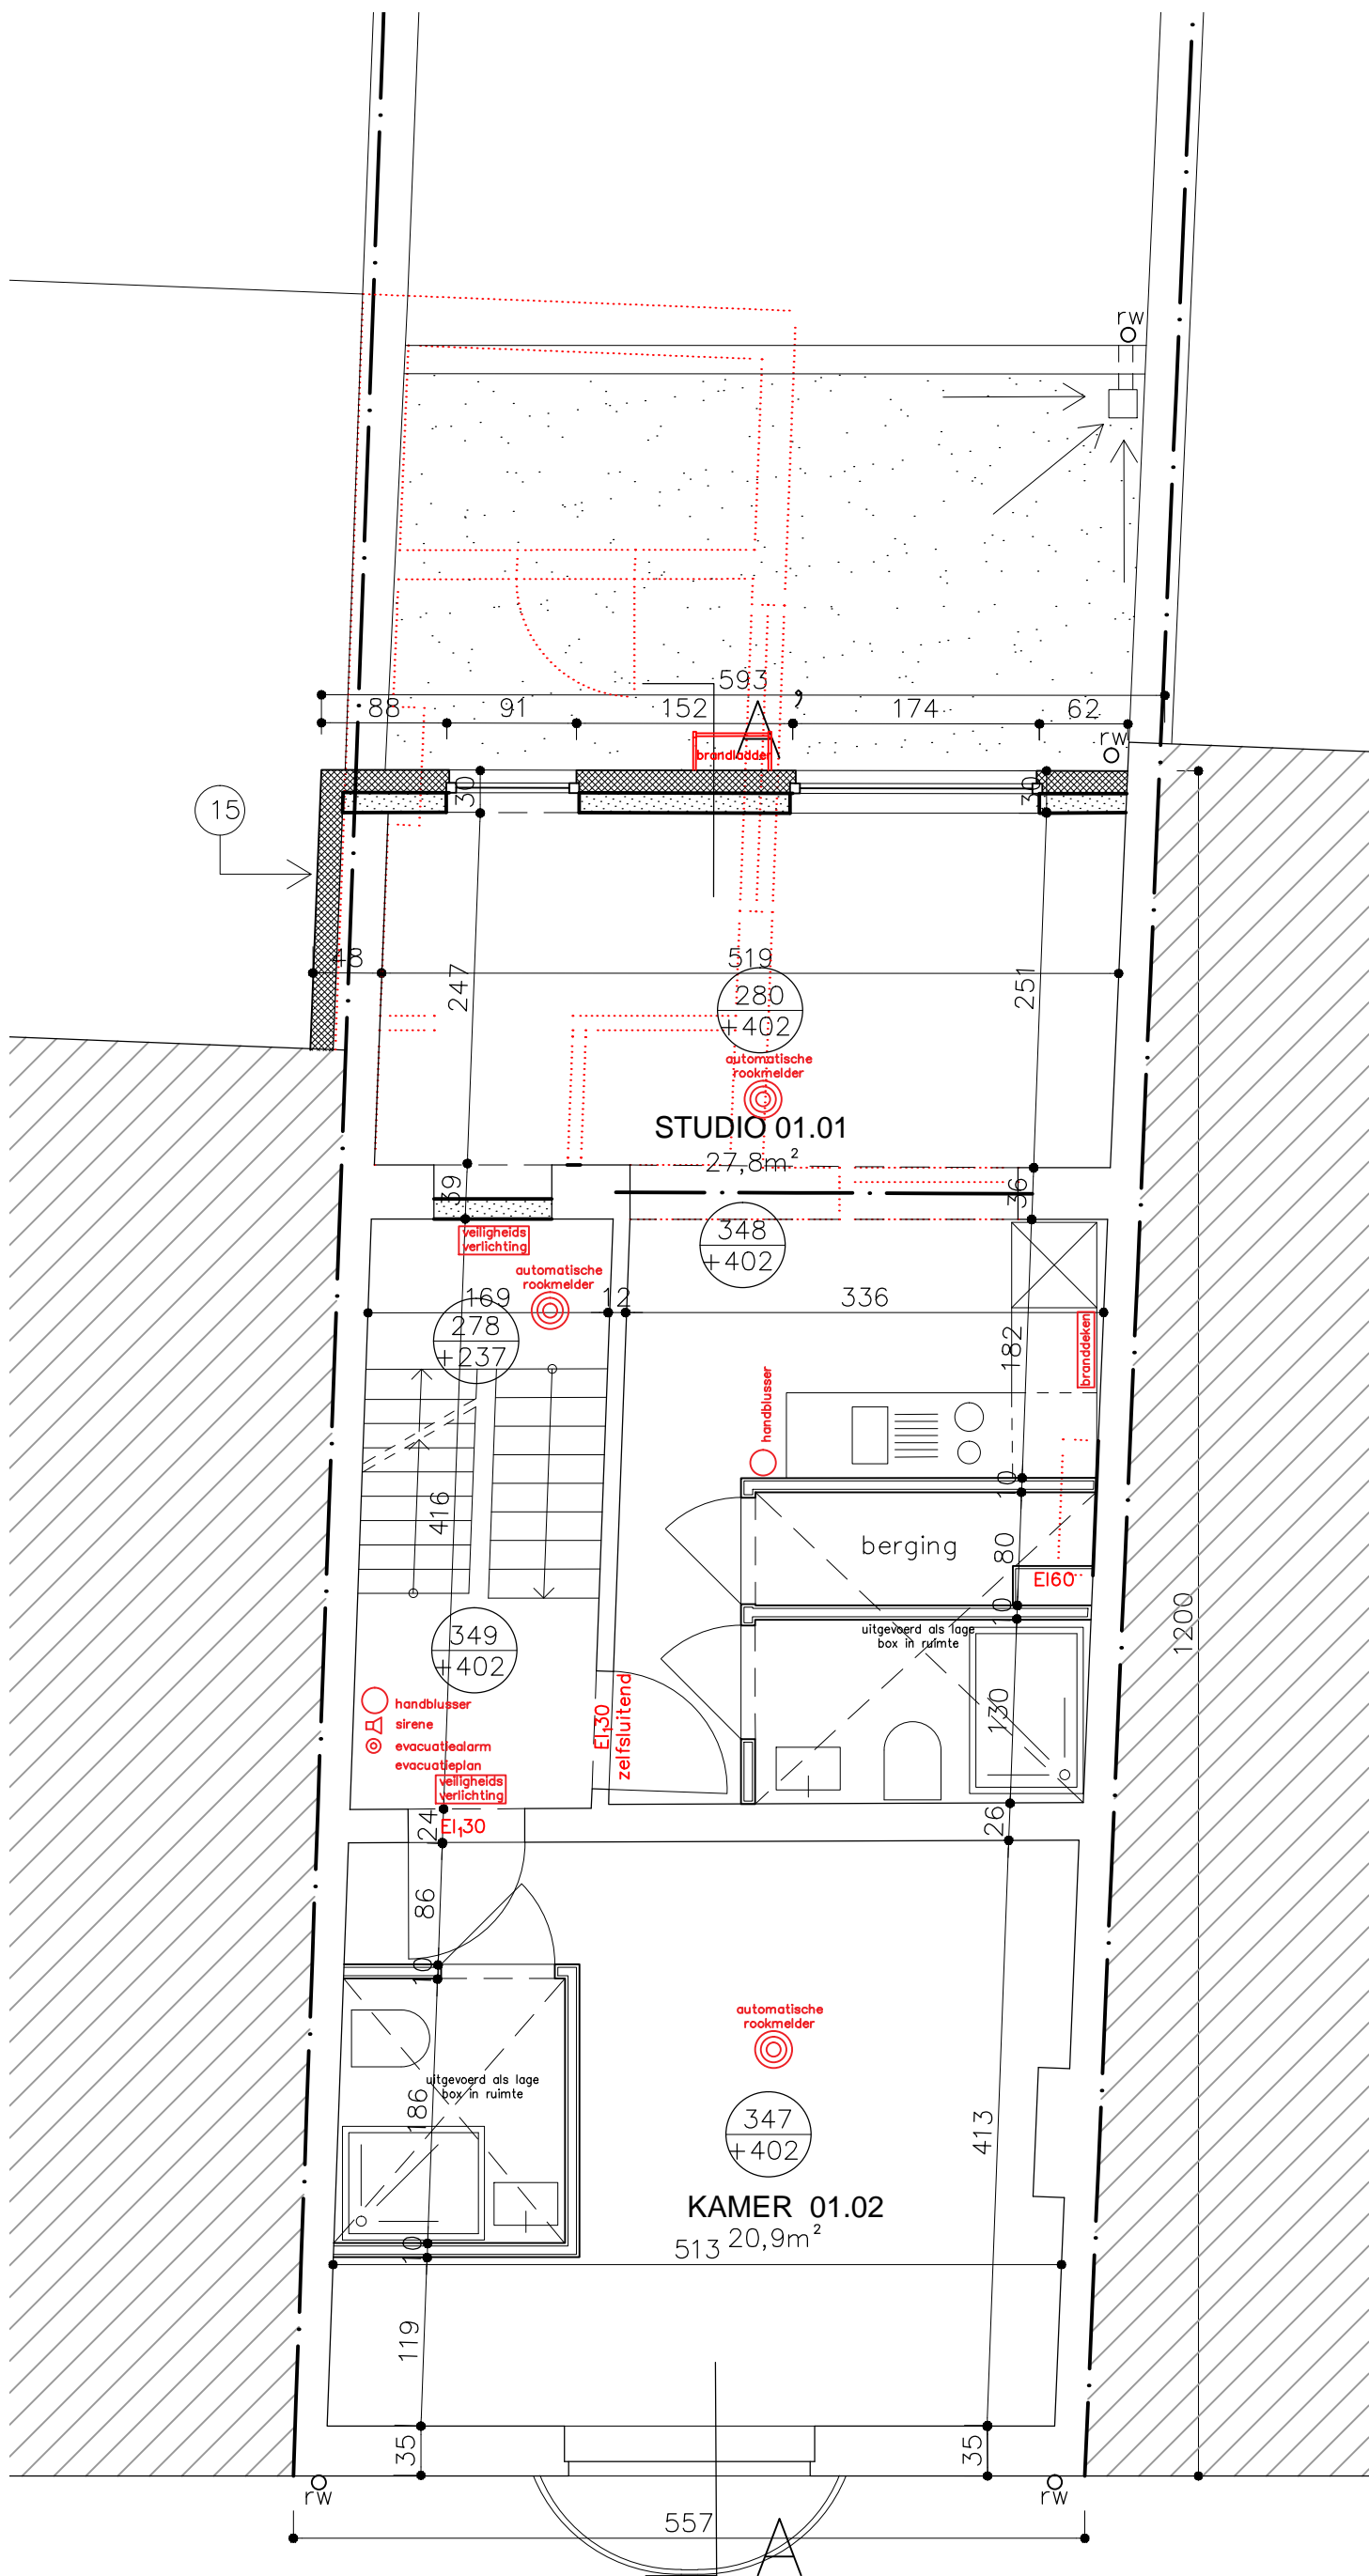 rw
593
88 91 152 174 62
A'
rw
brandladder
30 30
15
48 519
247 251
280
+402
automatische
rookmelder
STUDIO 01.01
27,8m²
39 36
veiligheids
verlichting
348
+402
automatische
rookmelder
169 12 336
278
+237
182
branddeken
handblusser
416
10
berging
80
EI60
10
1200
uitgevoerd als lage
box in ruimte
349
+402
130
EI₁30
zelfsluitend
handblusser
sirene
evacuatiealarm
evacuatieplan
veiligheids
verlichting
24 26
EI₁30
86
10
automatische
rookmelder
uitgevoerd als lage
box in ruimte
186
347
+402
413
KAMER 01.02
20,9m²
10
513
119
35 35
rw rw
557
A